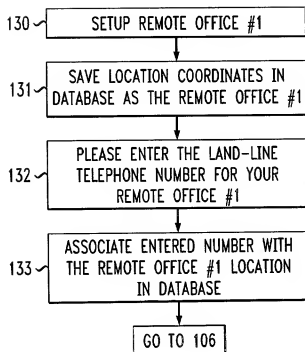 130
SETUP REMOTE OFFICE #1
131
SAVE LOCATION COORDINATES IN
DATABASE AS THE REMOTE OFFICE #1
132
PLEASE ENTER THE LAND-LINE
TELEPHONE NUMBER FOR YOUR
REMOTE OFFICE #1
133
ASSOCIATE ENTERED NUMBER WITH
THE REMOTE OFFICE #1 LOCATION
IN DATABASE
GO TO 106